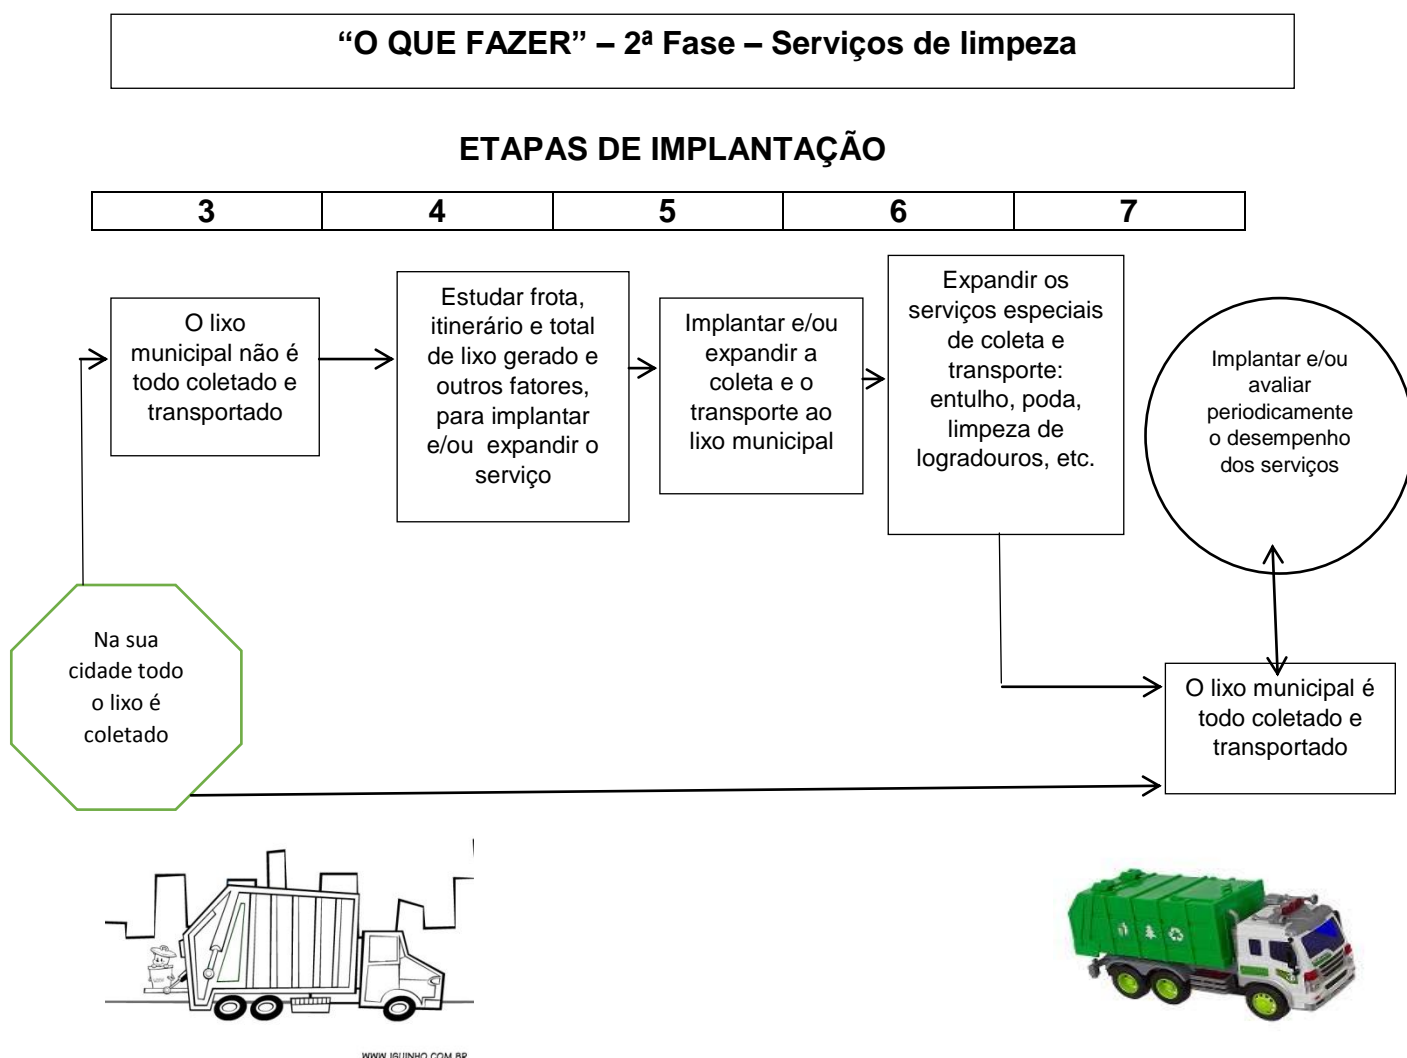 “O QUE FAZER” – 2ª Fase – Serviços de limpeza
ETAPAS DE IMPLANTAÇÃO
3 4 5 6 7
O lixo
municipal não é
todo coletado e
transportado
Estudar frota,
itinerário e total
de lixo gerado e
outros fatores,
para implantar
e/ou expandir o
serviço
Implantar e/ou
expandir a
coleta e o
transporte ao
lixo municipal
Expandir os
serviços especiais
de coleta e
transporte:
entulho, poda,
limpeza de
logradouros, etc.
Implantar e/ou
avaliar
periodicamente
o desempenho
dos serviços
Na sua
cidade todo
o lixo é
coletado
O lixo municipal é
todo coletado e
transportado
WWW.IGUINHO.COM.BR